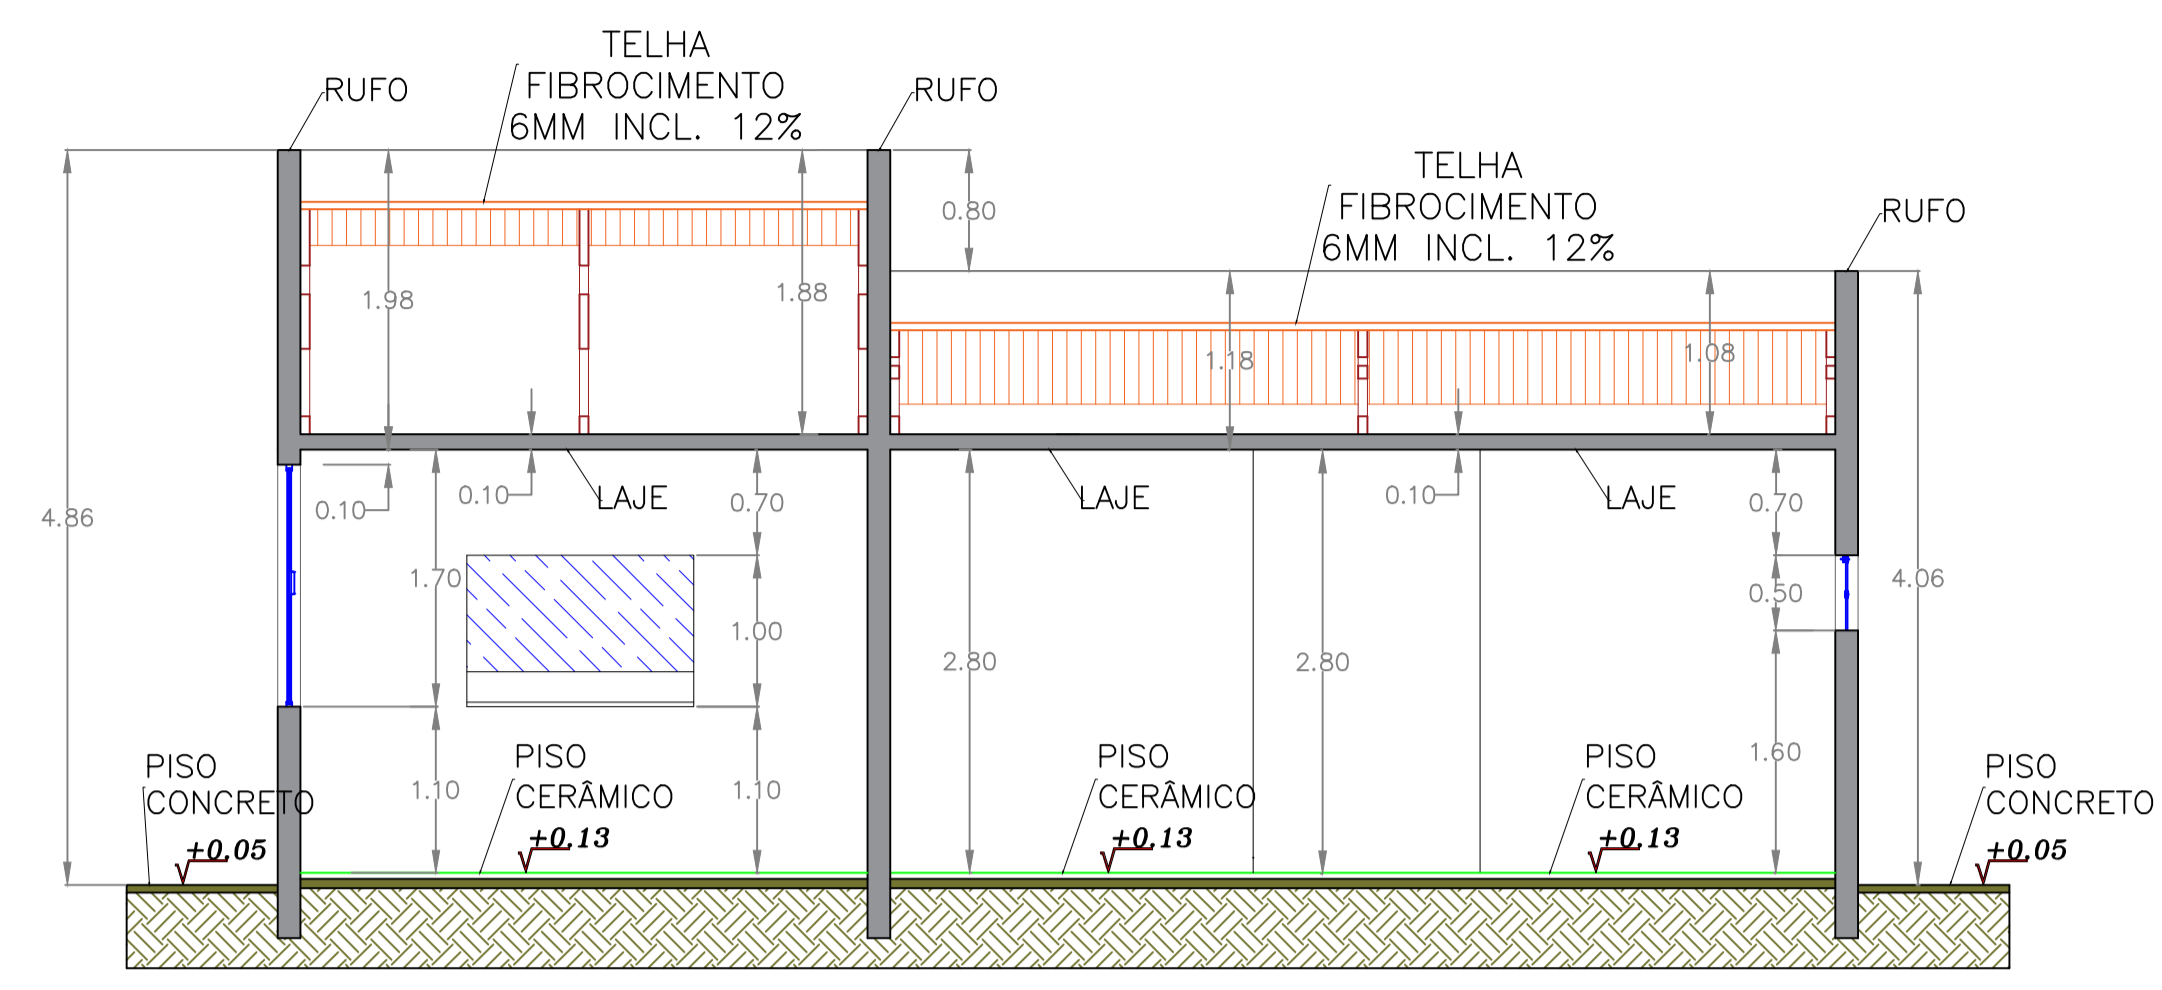 TELHA
FIBROCIMENTO
6MM INCL. 12%
RUFO
RUFO
TELHA
FIBROCIMENTO
6MM INCL. 12%
RUFO
0.80
1.98
1.88
1.18
1.08
0.10
0.10
LAJE
0.70
LAJE
0.10
LAJE
0.70
4.86
1.70
1.00
2.80
2.80
0.50
4.06
1.60
PISO
CONCRETO
+0.05
1.10
PISO
CERÂMICO
+0.13
1.10
PISO
CERÂMICO
+0.13
PISO
CERÂMICO
+0.13
PISO
CONCRETO
+0.05